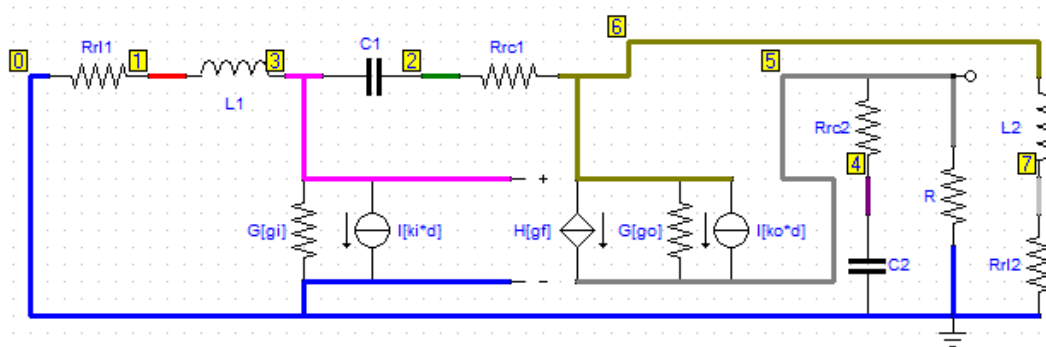 6
0
Rrl1
1
3
C1
2
Rrc1
5
L1
Rrc2
L2
4
7
+
G[gi]
I[ki*d]
H[gf]
G[go]
I[ko*d]
R
C2
Rrl2
-